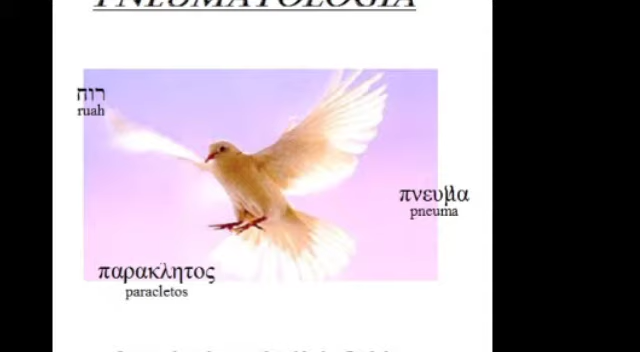 PNEUMATOLOGIA
רוח
ruah
πνευμα
pneuma
παρακλητος
paracletos